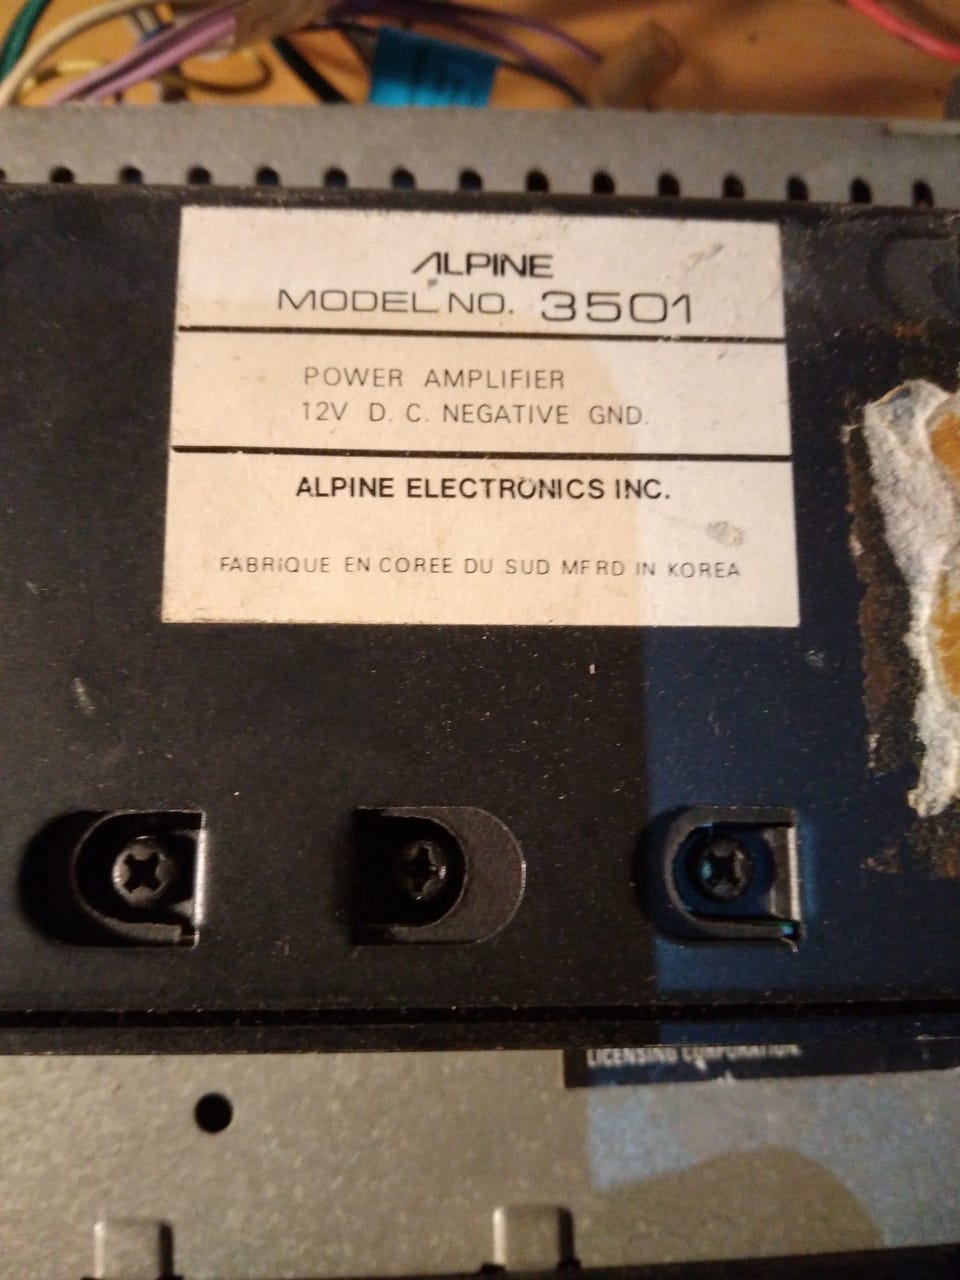 ALPINE
MODEL NO. 3501
POWER AMPLIFIER
12V D. C. NEGATIVE GND.
ALPINE ELECTRONICS INC.
FABRIQUE EN COREE DU SUD MFRD IN KOREA
LICENSING CORPORATION.